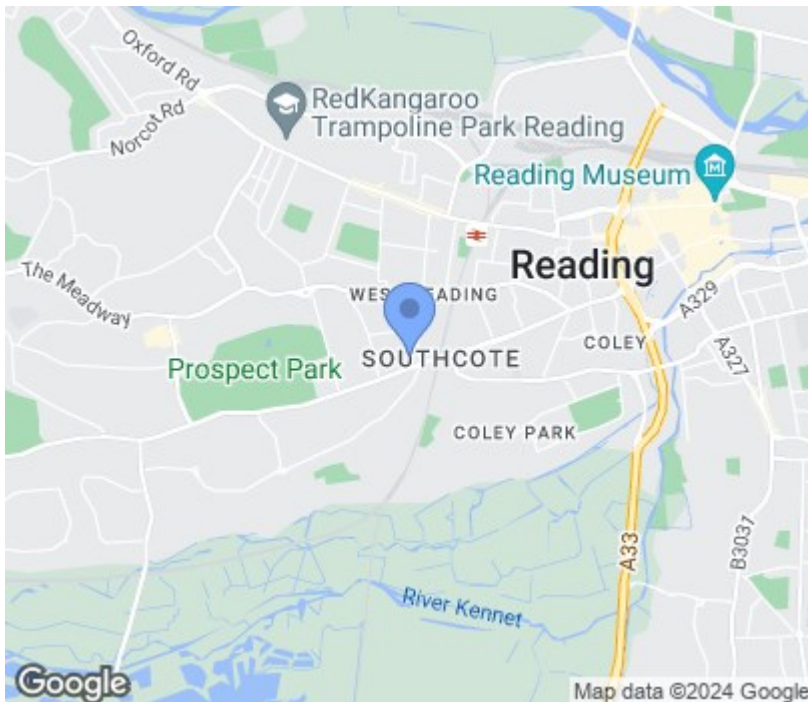 Oxford Rd
Norcot Rd
RedKangaroo
Trampoline Park Reading
Reading Museum
M
Reading
The Meadway
WEST READING
A329
COLEY
A327
SOUTHCOTE
Prospect Park
COLEY PARK
A33
B3031
River Kennet
Google
Map data ©2024 Google